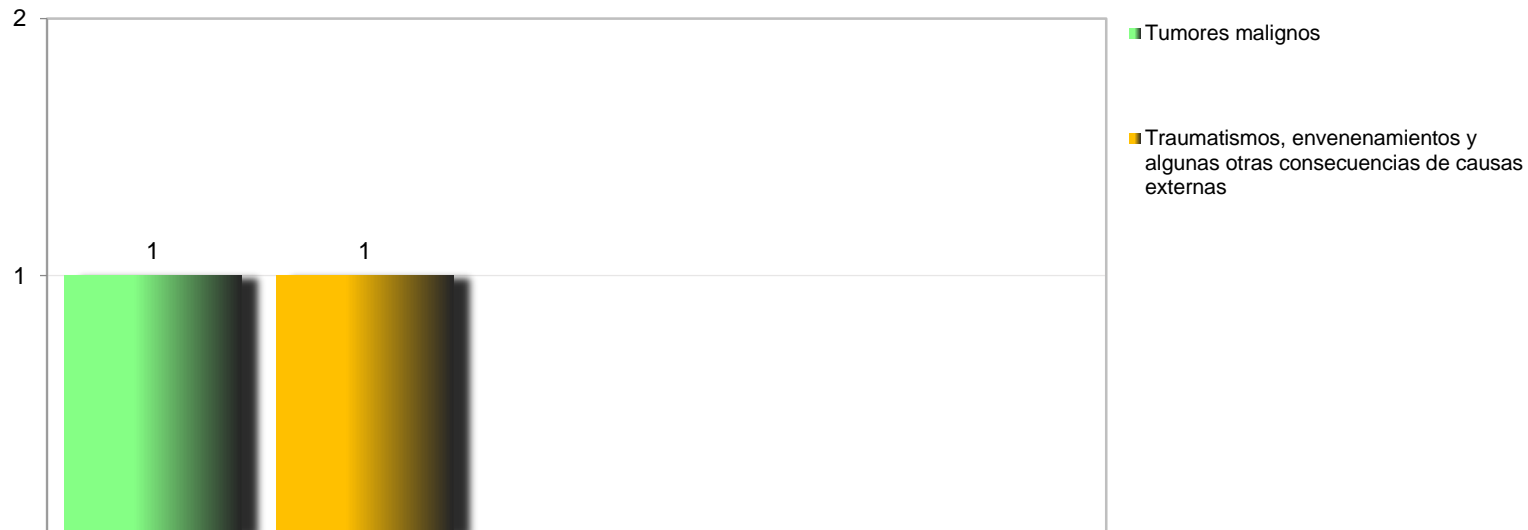 2
Tumores malignos
Traumatismos, envenenamientos y
algunas otras consecuencias de causas
externas
1
1
1